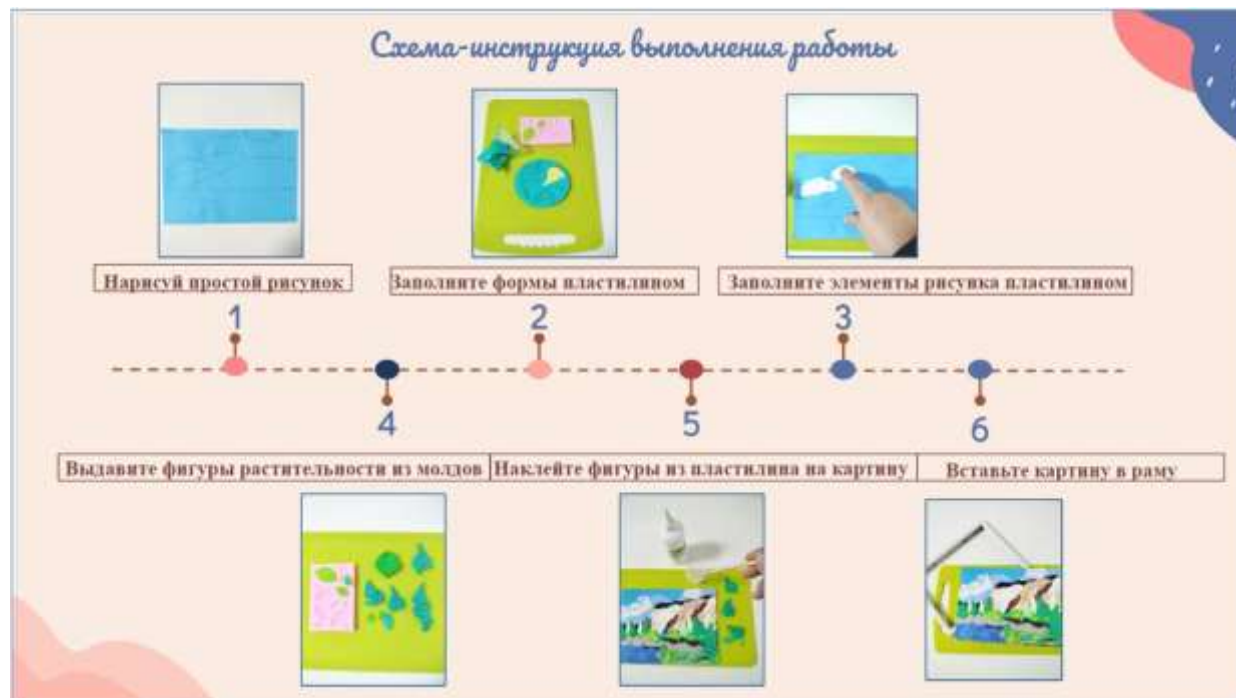 Схема-инструкция выполнения работы
Нарисуй простой рисунок
Заполните формы пластилином
Заполните элементы рисунка пластилином
1
2
3
4
5
6
Выдавите фигуры растительности из молдов
Наклейте фигуры из пластилина на картину
Вставьте картину в раму